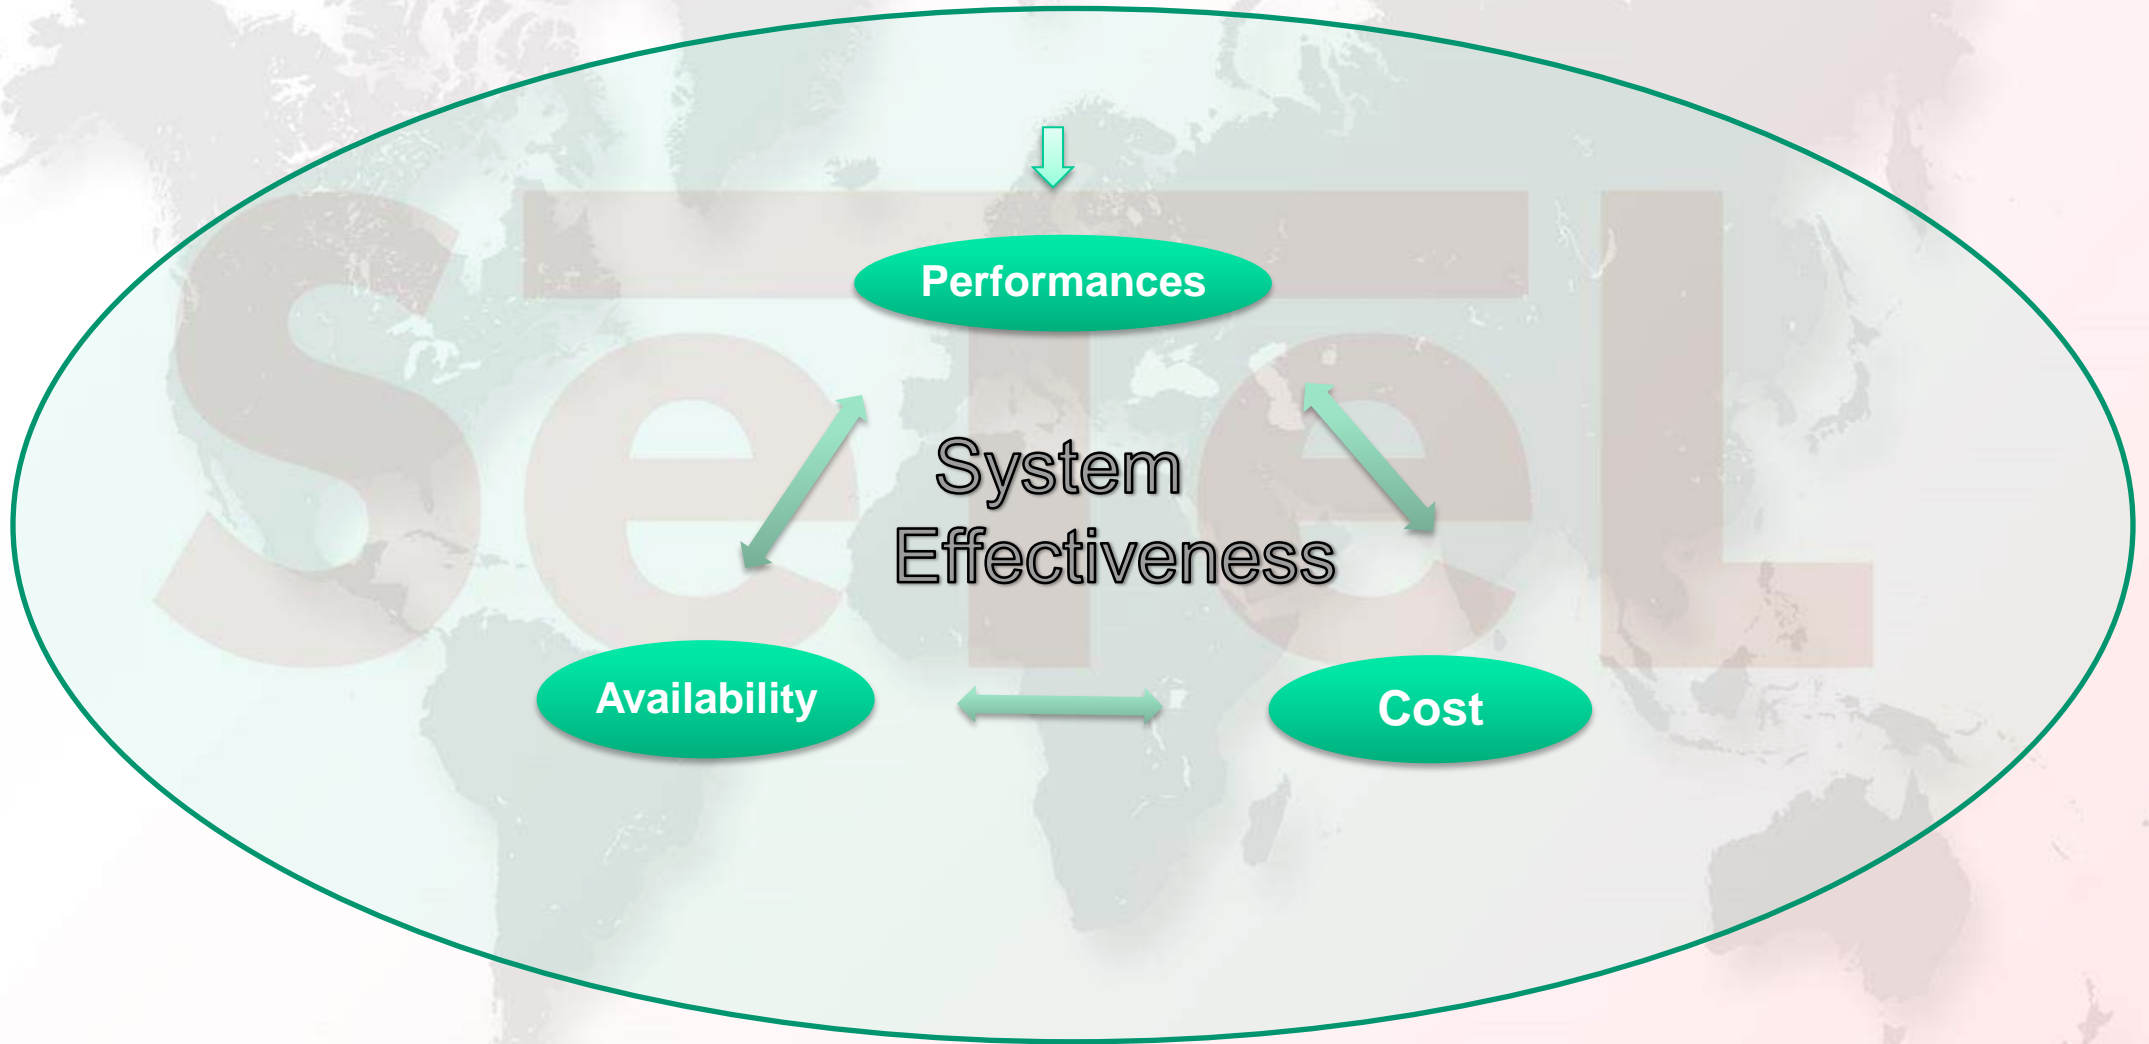 SeTeL
Performances
System
Effectiveness
Availability
Cost